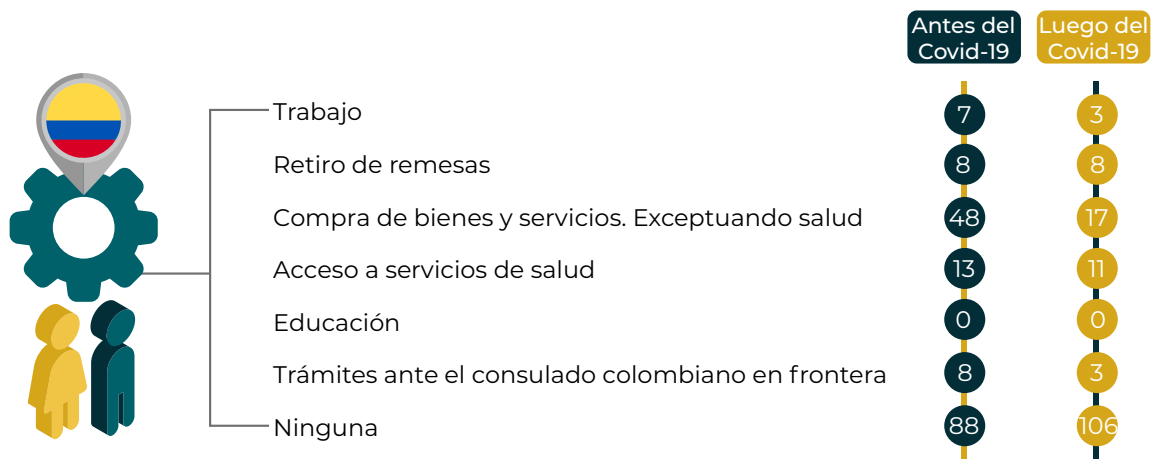 Antes del
Covid-19
Luego del
Covid-19
Trabajo 7 3
Retiro de remesas 8 8
Compra de bienes y servicios. Exceptuando salud 48 17
Acceso a servicios de salud 13 11
Educación 0 0
Trámites ante el consulado colombiano en frontera 8 3
Ninguna 88 106